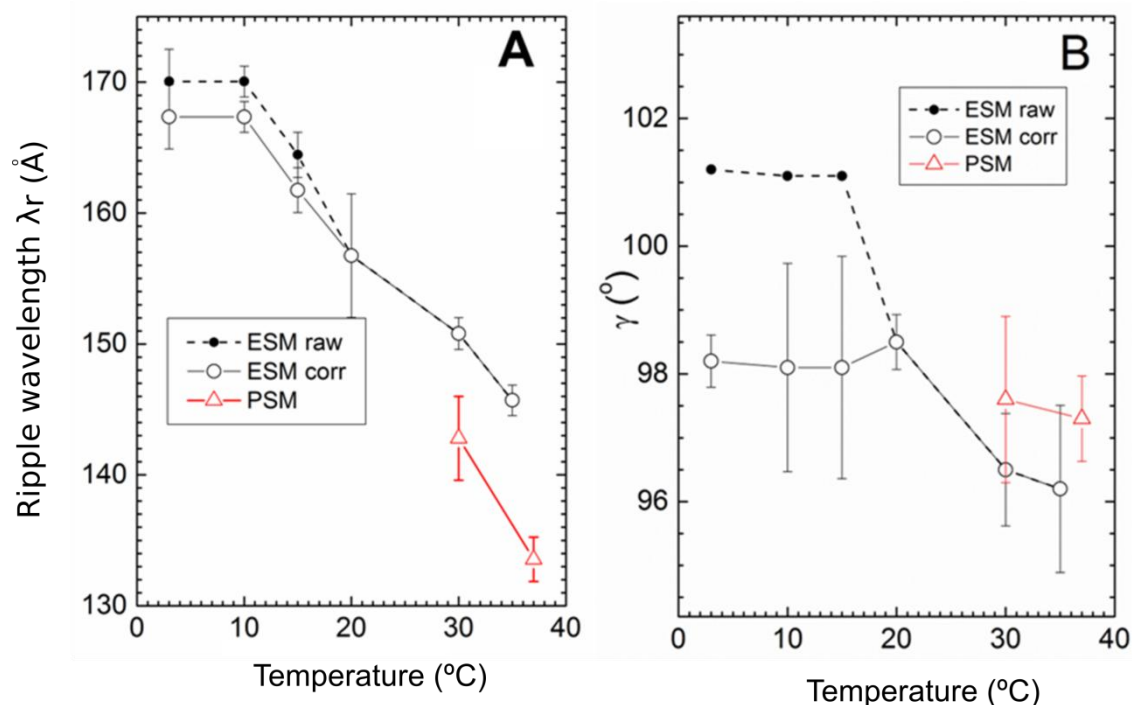 A
Ripple wavelength λr (Å)
170
160
150
140
130
ESM raw
ESM corr
PSM
0
10
20
30
40
Temperature (ºC)
B
γ (°)
102
100
98
96
ESM raw
ESM corr
PSM
0
10
20
30
40
Temperature (ºC)